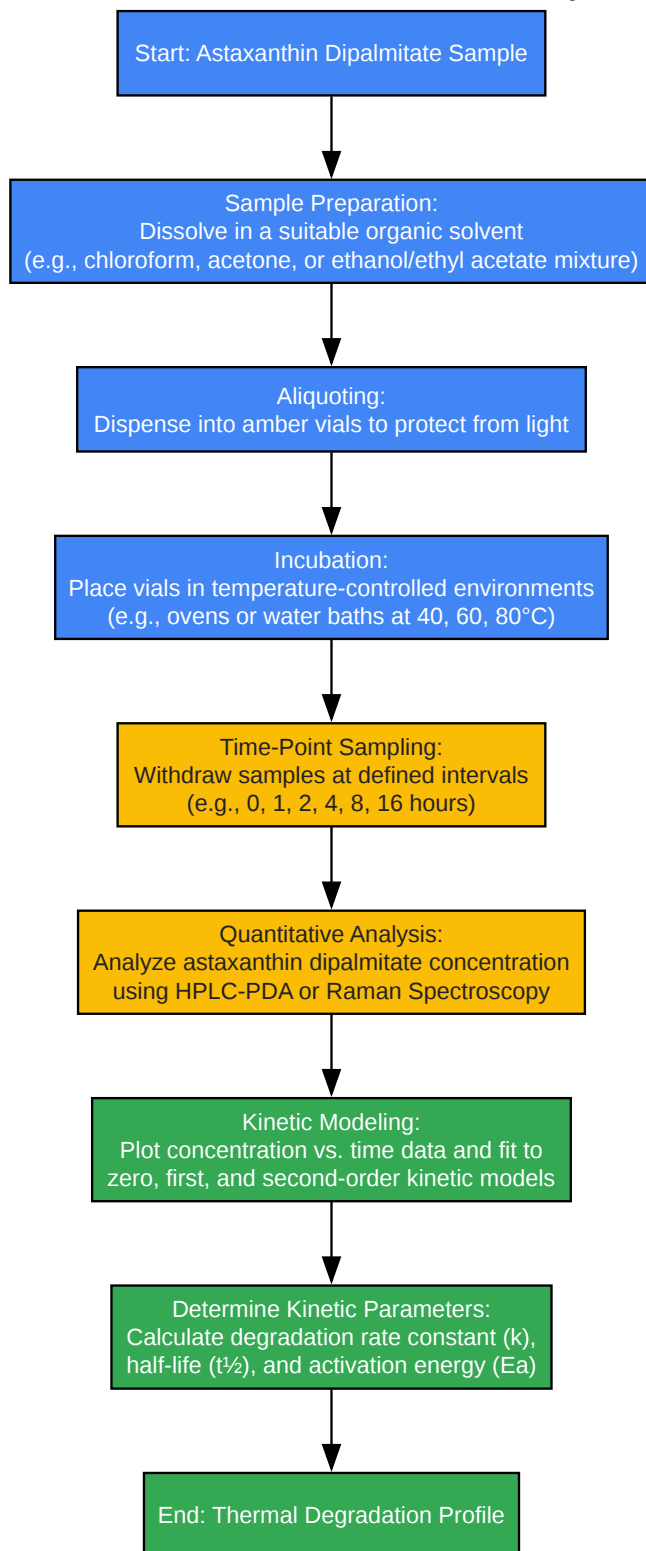 Start: Astaxanthin Dipalmitate Sample
Sample Preparation:
Dissolve in a suitable organic solvent
(e.g., chloroform, acetone, or ethanol/ethyl acetate mixture)
Aliquoting:
Dispense into amber vials to protect from light
Incubation:
Place vials in temperature-controlled environments
(e.g., ovens or water baths at 40, 60, 80°C)
Time-Point Sampling:
Withdraw samples at defined intervals
(e.g., 0, 1, 2, 4, 8, 16 hours)
Quantitative Analysis:
Analyze astaxanthin dipalmitate concentration
using HPLC-PDA or Raman Spectroscopy
Kinetic Modeling:
Plot concentration vs. time data and fit to
zero, first, and second-order kinetic models
Determine Kinetic Parameters:
Calculate degradation rate constant (k),
half-life (t½), and activation energy (Ea)
End: Thermal Degradation Profile